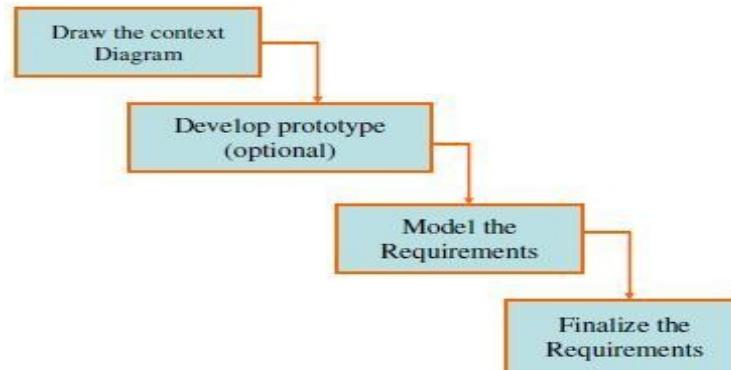 Draw the context
Diagram
Develop prototype
(optional)
Model the
Requirements
Finalize the
Requirements